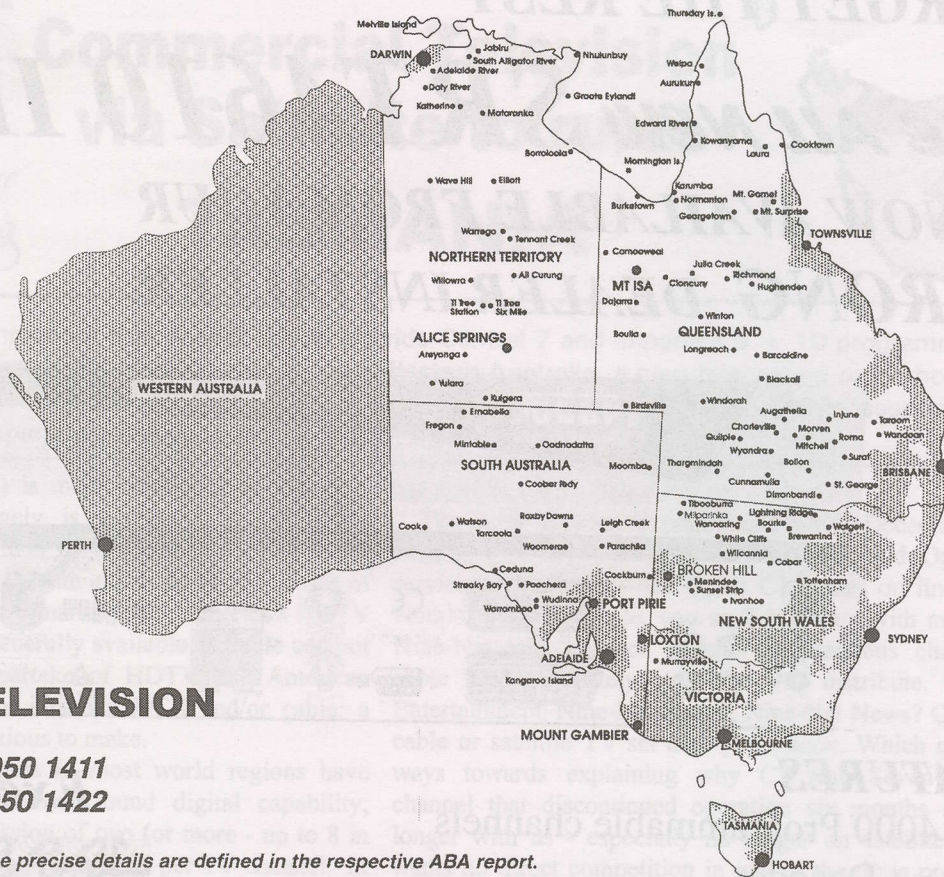 Thursday Is.
Melville Island
DARWIN
Jabiru
South Alligator River
Adelaide River
Daly River
Katherine
Mataranka
Nhulunbuy
Groote Eylandt
Borroloola
Weipa
Aurukun
Edward River
Kowanyama
Laura
Cooktown
Mornington Is.
Karumba
Normanton
Burketown
Georgetown
Mt. Garnet
Mt. Surprise
TOWNSVILLE
Wave Hill
Elliott
Warrego
Tennant Creek
NORTHERN TERRITORY
Willowra
Ali Curung
Ti Tree Station
Ti Tree Six Mile
ALICE SPRINGS
Areyonga
Yulara
Kulgera
Camooweal
MT ISA
Julia Creek
Cloncurry
Richmond
Hughenden
Dajarra
Winton
Boulia
QUEENSLAND
Longreach
Barcaldine
Blackall
Birdsville
Windorah
Augathella
Injune
Taroom
Charleville
Morven
Roma
Wandoan
Quilpie
Mitchell
Wyandra
Surat
Thargmindah
Bollon
BRISBANE
Cunnamulla
St. George
Dirranbandi
WESTERN AUSTRALIA
PERTH
Ernabella
Fregon
Mintable
Oodnadatta
SOUTH AUSTRALIA
Moomba
Coober Pedy
Cook
Watson
Tarcoola
Roxby Downs
Woomera
Leigh Creek
Parachilna
Ceduna
Streaky Bay
Poochera
Wudinna
Warramboo
Cockburn
PORT PIRIE
ADELAIDE
Kangaroo Island
LOXTON
Murrayville
MOUNT GAMBIER
Tibooburra
Milparinka
Wanaaring
Lightning Ridge
Bourke
Walgett
White Cliffs
Brewarina
Wilcannia
Cobar
BROKEN HILL
Menindee
Sunset Strip
Ivanhoe
Tottenham
NEW SOUTH WALES
SYDNEY
VICTORIA
MELBOURNE
TASMANIA
HOBART
ELEVISION
950 1411
50 1422
e precise details are defined in the respective ABA report.